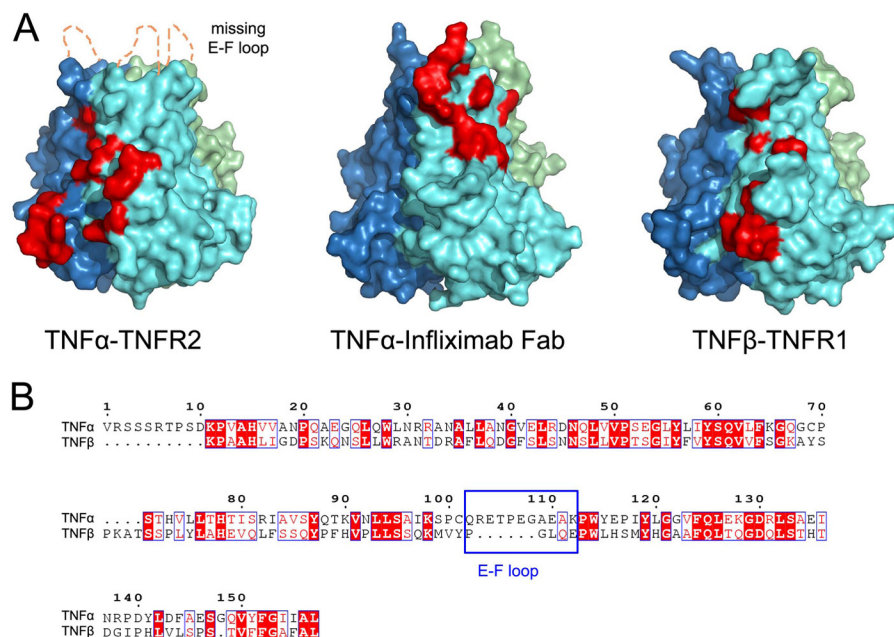 A
missing
E-F loop
TNFα-TNFR2
TNFα-Infliximab Fab
TNFβ-TNFR1
B
1 10 20 30 40 50 60 70
TNFα VRSSSRTPSDKPVAHVVANPQAEGQLQWLNRRANALLANGVELRDNQLVVPSEGLYLIYSQVLFKGQGCP
TNFβ ..........KPAAHLIGDPSKQNSLLWRANTDRAFLQDGFSLSNNSLLVPTSGIYFVYSQVVFSGKAYS
80 90 100 110 120 130
TNFα ....STHVLLTHTISRIAVSYQTKVNLLSAIKSPCQRETPEGAEAKPWYEPIYLGGVFQLEKGDRLSAEI
TNFβ PKATSSPLYLAHEVQLFSSQYPFHVPLLSSQKMVYP......GLQEPWLHSMYHGAAFQLTQGDQLSTHT
E-F loop
140 150
TNFα NRPDYLDFAESGQVYFGIIAL
TNFβ DGIPHLVLSPS.TVFFGAFAL